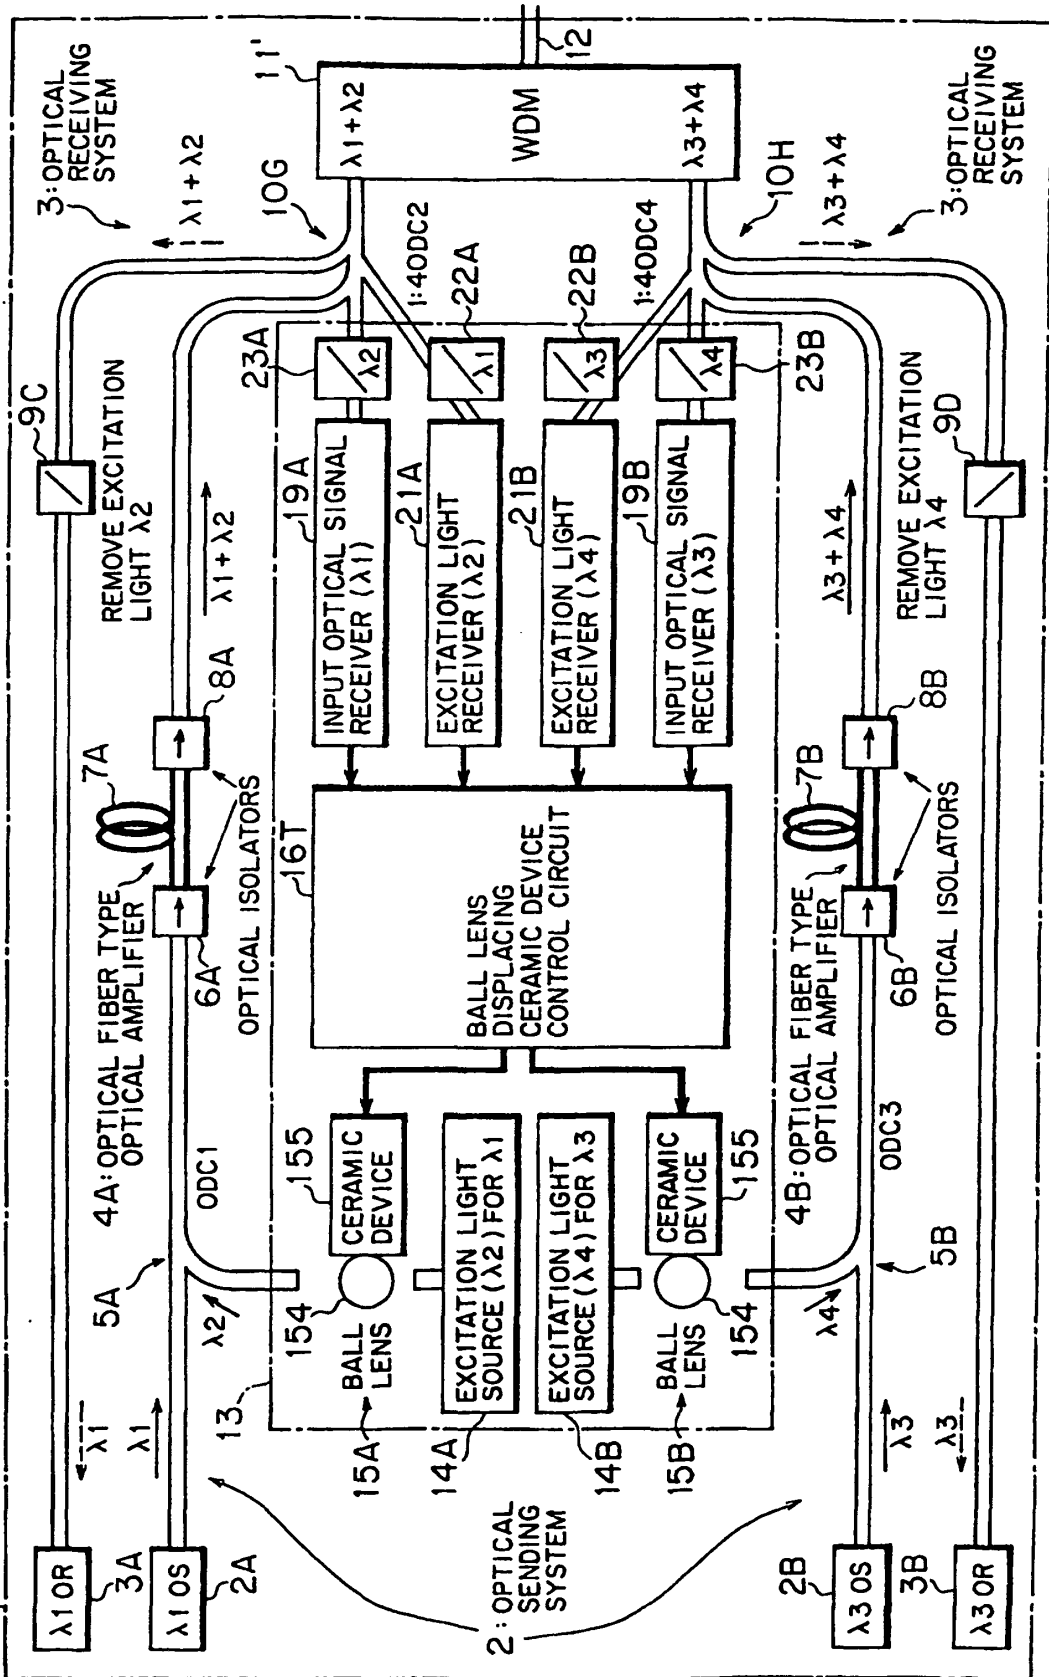 3:OPTICAL
RECEIVING
SYSTEM
λ1+λ2
10G
11'
λ1+λ2
WDM
λ3+λ4
12
10H
λ3+λ4
3:OPTICAL
RECEIVING
SYSTEM
9C
REMOVE EXCITATION
LIGHT λ2
λ1+λ2
23A
λ2
1:4ODC2
22A
λ1
22B
λ3
1:4ODC4
λ4
23B
λ3+λ4
REMOVE EXCITATION
LIGHT λ4
9D
19A
INPUT OPTICAL SIGNAL
RECEIVER (λ1)
21A
EXCITATION LIGHT
RECEIVER (λ2)
21B
EXCITATION LIGHT
RECEIVER (λ4)
19B
INPUT OPTICAL SIGNAL
RECEIVER (λ3)
7A
8A
4A:OPTICAL FIBER TYPE
OPTICAL AMPLIFIER
6A
OPTICAL ISOLATORS
16T
BALL LENS
DISPLACING
CERAMIC DEVICE
CONTROL CIRCUIT
7B
8B
4B:OPTICAL FIBER TYPE
OPTICAL AMPLIFIER
6B
OPTICAL ISOLATORS
ODC1
5A
λ2
13
155
CERAMIC
DEVICE
154
BALL
LENS
15A
EXCITATION LIGHT
SOURCE (λ2) FOR λ1
14A
EXCITATION LIGHT
SOURCE (λ4) FOR λ3
14B
CERAMIC
DEVICE
155
BALL
LENS
154
15B
ODC3
5B
λ4
λ1
λ1
λ3
λ3
λ1 OR
3A
λ1 OS
2A
2:OPTICAL
SENDING
SYSTEM
2B
λ3 OS
3B
λ3 OR